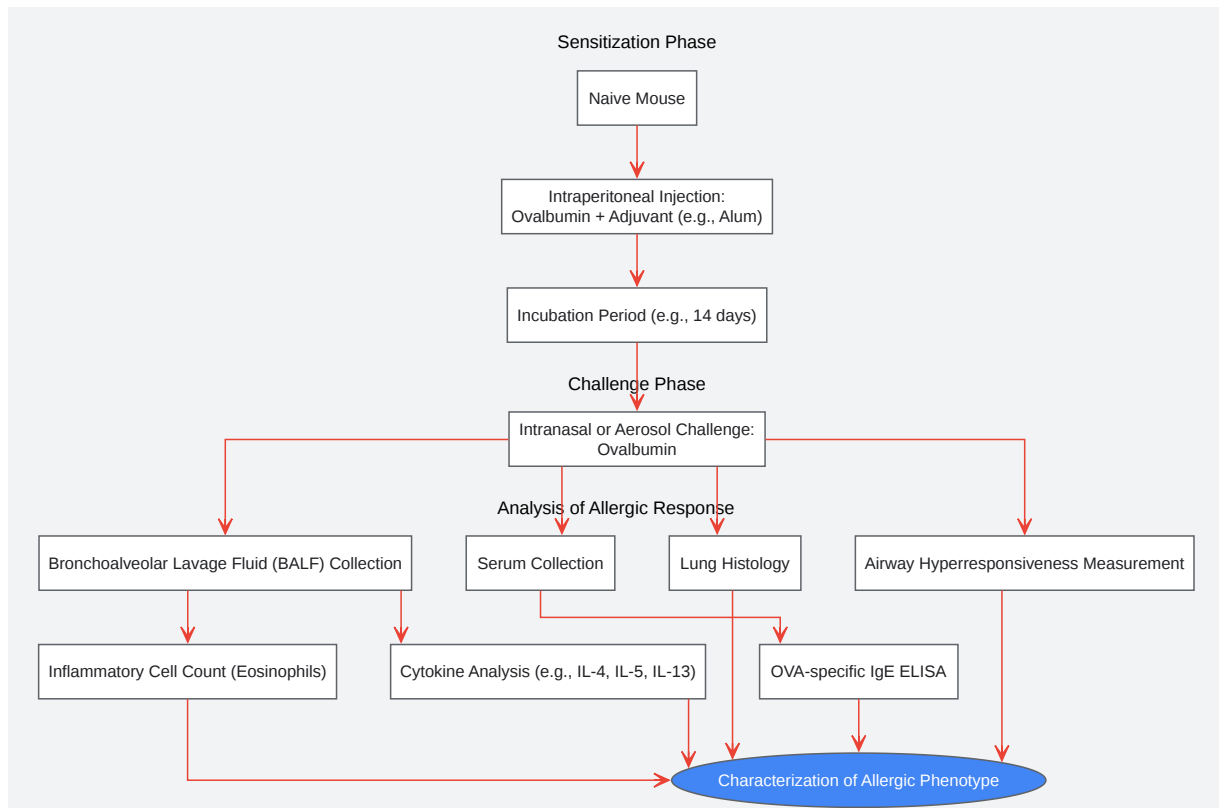 Sensitization Phase
Naive Mouse
Intraperitoneal Injection:
Ovalbumin + Adjuvant (e.g., Alum)
Incubation Period (e.g., 14 days)
Challenge Phase
Intranasal or Aerosol Challenge:
Ovalbumin
Analysis of Allergic Response
Bronchoalveolar Lavage Fluid (BALF) Collection
Serum Collection
Lung Histology
Airway Hyperresponsiveness Measurement
Inflammatory Cell Count (Eosinophils)
Cytokine Analysis (e.g., IL-4, IL-5, IL-13)
OVA-specific IgE ELISA
Characterization of Allergic Phenotype